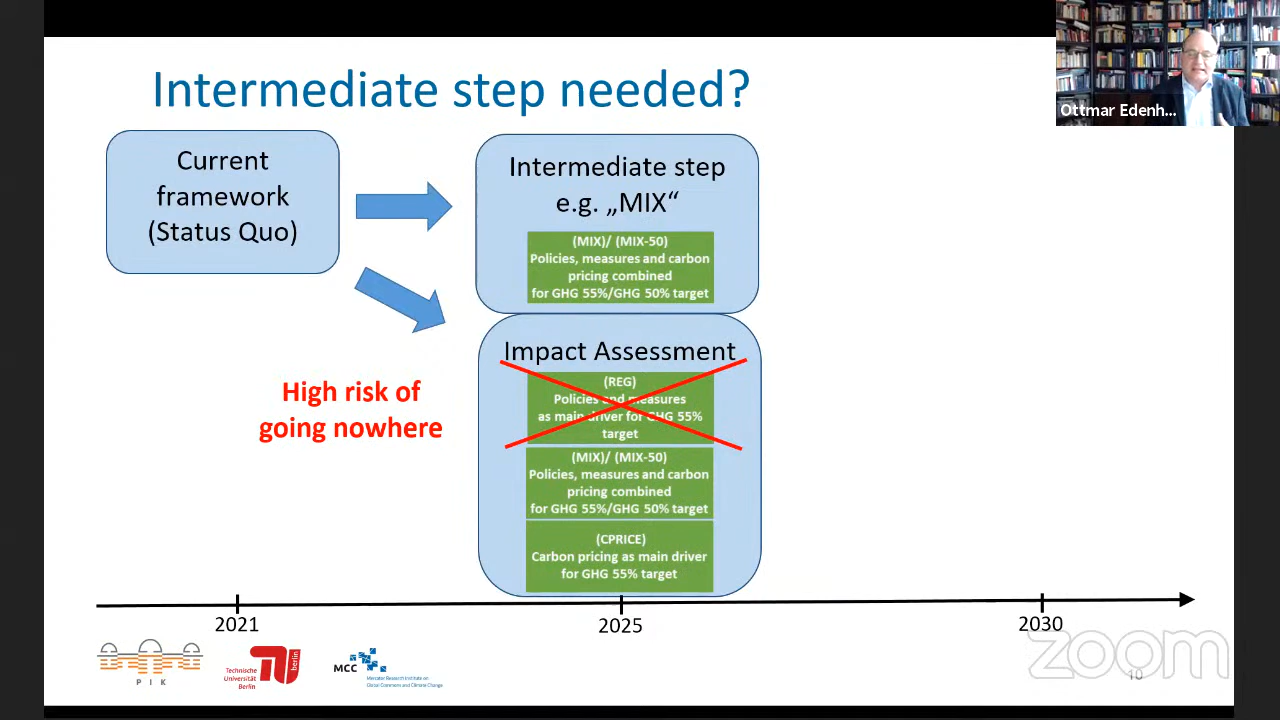 Intermediate step needed?
Ottmar Edenh...
Current
framework
(Status Quo)
Intermediate step
e.g. „MIX“
(MIX)/ (MIX-50)
Policies, measures and carbon
pricing combined
for GHG 55%/GHG 50% target
High risk of
going nowhere
Impact Assessment
(REG)
Policies and measures
as main driver for GHG 55%
target
(MIX)/ (MIX-50)
Policies, measures and carbon
pricing combined
for GHG 55%/GHG 50% target
(CPRICE)
Carbon pricing as main driver
for GHG 55% target
2021
2025
2030
P I K
Technische
Universität
Berlin
berlin
MCC
Mercator Research Institute on
Global Commons and Climate Change
zoom
10